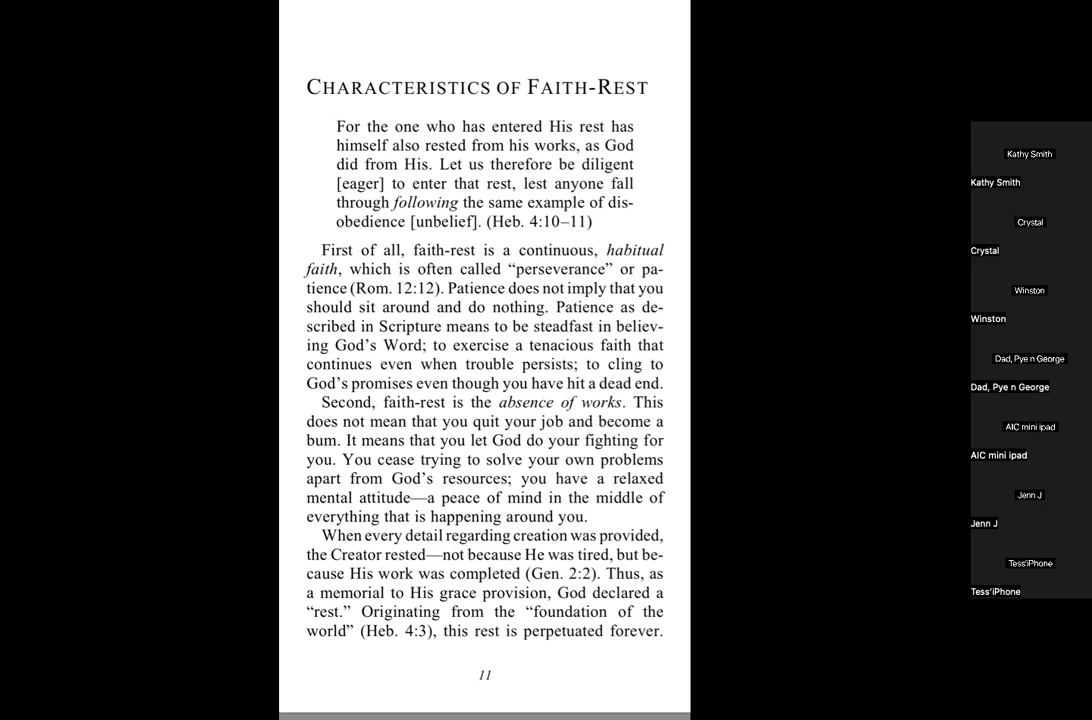 CHARACTERISTICS OF FAITH-REST
For the one who has entered His rest has
himself also rested from his works, as God
did from His. Let us therefore be diligent
[eager] to enter that rest, lest anyone fall
through following the same example of dis-
obedience [unbelief]. (Heb. 4:10–11)
First of all, faith-rest is a continuous, habitual
faith, which is often called “perseverance” or pa-
tience (Rom. 12:12). Patience does not imply that you
should sit around and do nothing. Patience as de-
scribed in Scripture means to be steadfast in believ-
ing God’s Word; to exercise a tenacious faith that
continues even when trouble persists; to cling to
God’s promises even though you have hit a dead end.
Second, faith-rest is the absence of works. This
does not mean that you quit your job and become a
bum. It means that you let God do your fighting for
you. You cease trying to solve your own problems
apart from God’s resources; you have a relaxed
mental attitude—a peace of mind in the middle of
everything that is happening around you.
When every detail regarding creation was provided,
the Creator rested—not because He was tired, but be-
cause His work was completed (Gen. 2:2). Thus, as
a memorial to His grace provision, God declared a
“rest.” Originating from the “foundation of the
world” (Heb. 4:3), this rest is perpetuated forever.
11
Kathy Smith
Kathy Smith
Crystal
Crystal
Winston
Winston
Dad, Pye n George
Dad, Pye n George
AIC mini ipad
AIC mini ipad
Jenn J
Jenn J
Tess'iPhone
Tess'iPhone